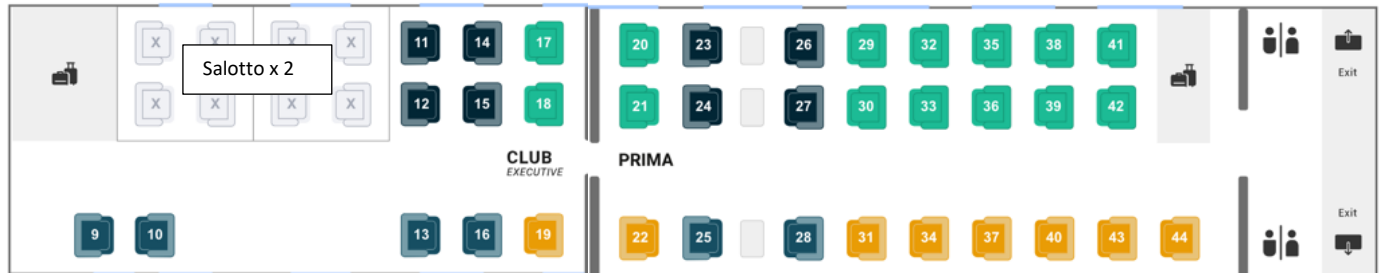 X X X X 11 14 17 20 23 26 29 32 35 38 41
Salotto x 2
Exit
X X X X 12 15 18 21 24 27 30 33 36 39 42
CLUB PRIMA
EXECUTIVE
Exit
9 10 13 16 19 22 25 28 31 34 37 40 43 44